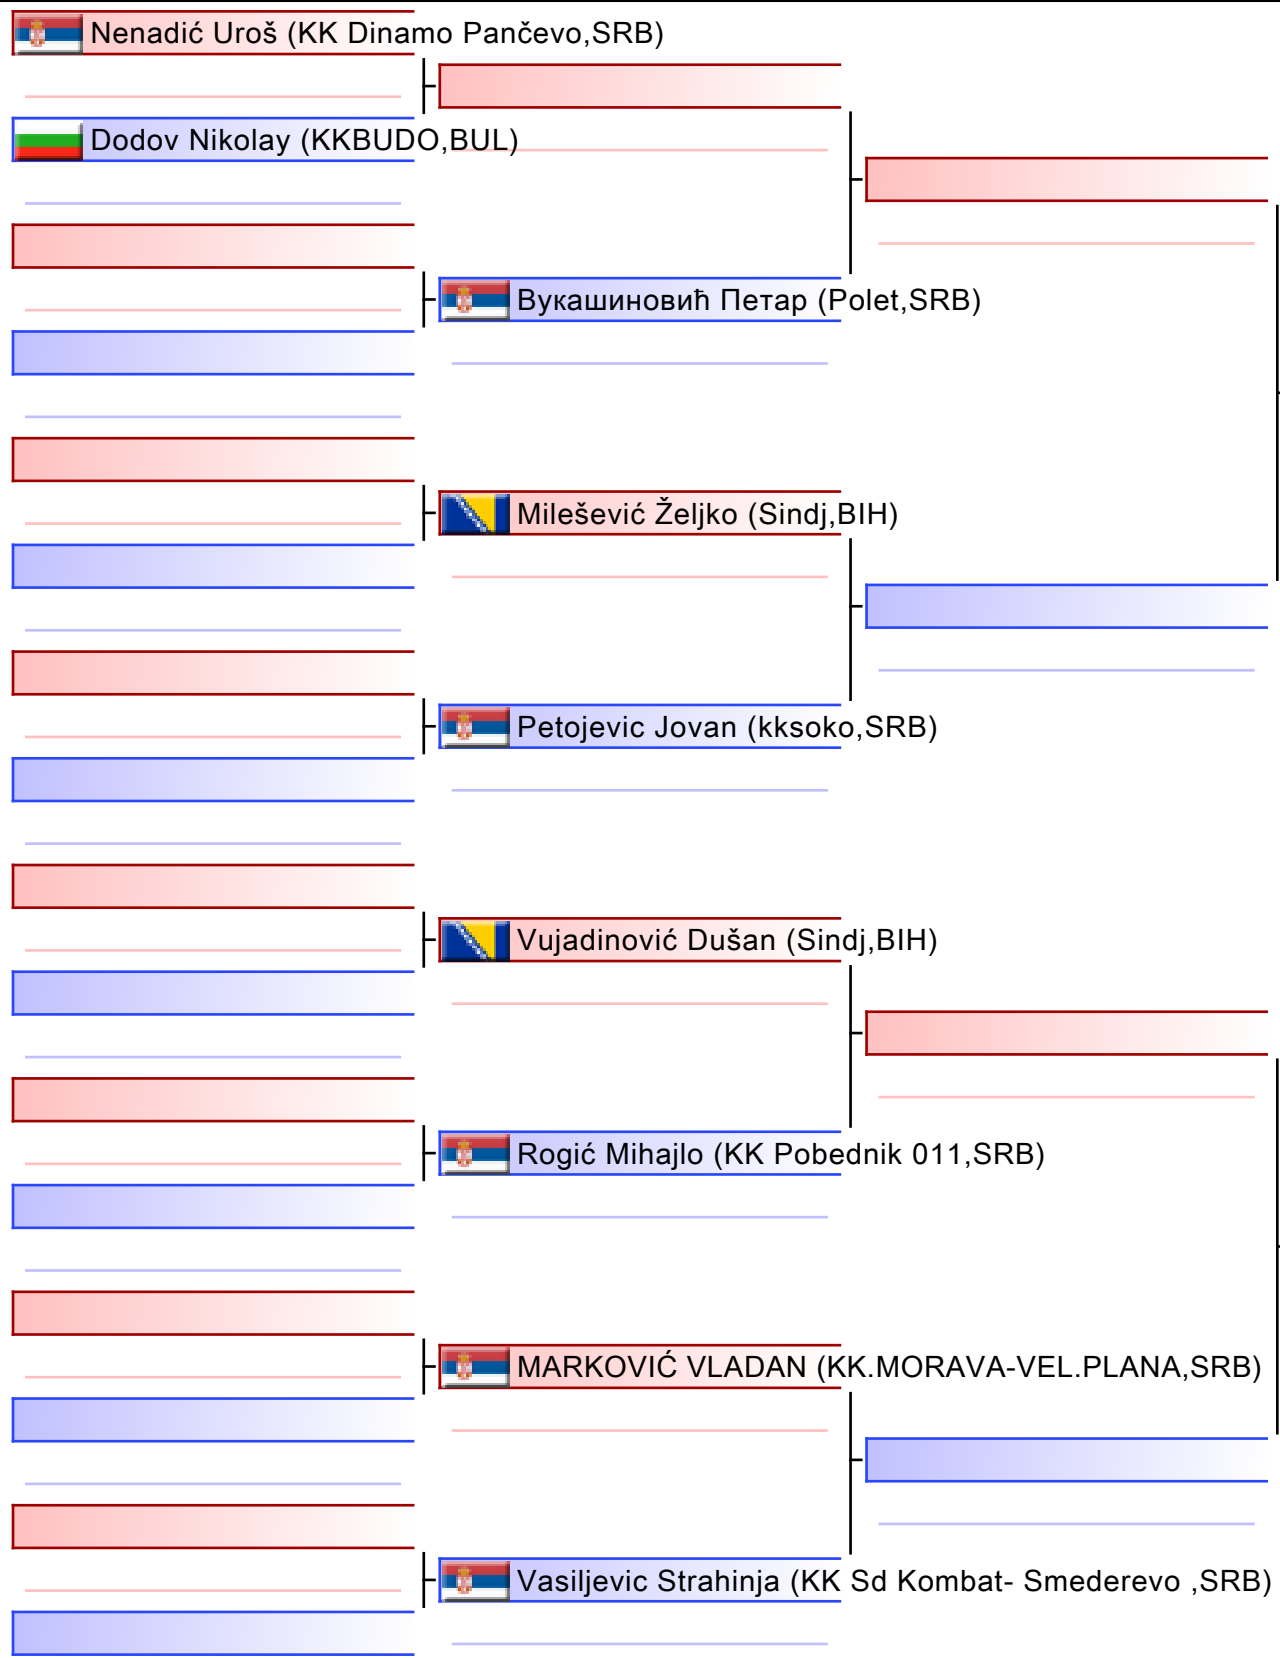 Nenadić Uroš (KK Dinamo Pančevo,SRB)
Dodov Nikolay (KKBUDO,BUL)
Вукашиновић Петар (Polet,SRB)
Milešević Željko (Sindj,BIH)
Petojevic Jovan (kksoko,SRB)
Vujadinović Dušan (Sindj,BIH)
Rogić Mihajlo (KK Pobednik 011,SRB)
MARKOVIĆ VLADAN (KK.MORAVA-VEL.PLANA,SRB)
Vasiljevic Strahinja (KK Sd Kombat- Smederevo ,SRB)